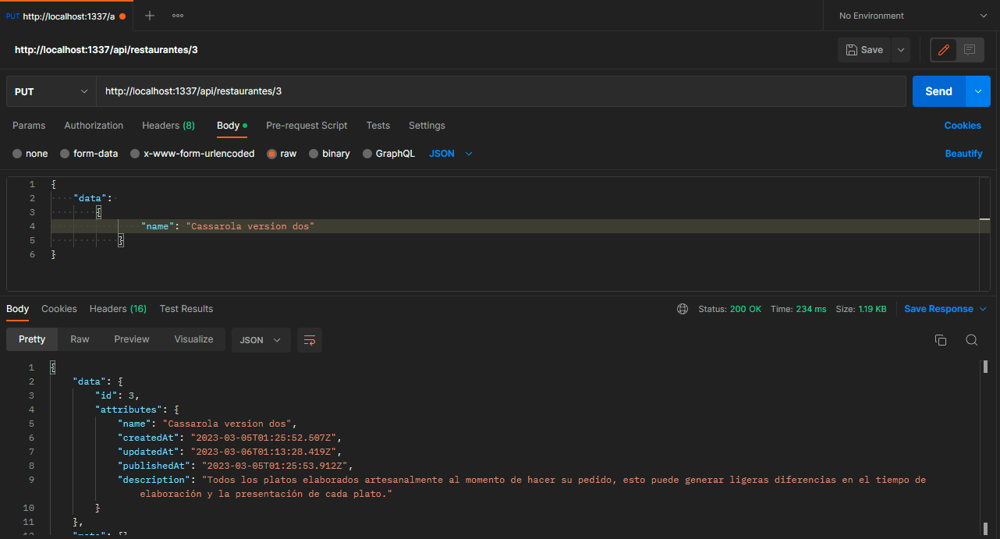 PUT http://localhost:1337/a
No Environment
http://localhost:1337/api/restaurantes/3
Save
PUT http://localhost:1337/api/restaurantes/3 Send
Params Authorization Headers (8) Body Pre-request Script Tests Settings Cookies
none form-data x-www-form-urlencoded raw binary GraphQL JSON Beautify
1 {
2 "data":
3 {
4 "name": "Cassarola version dos"
5 }
6 }
Body Cookies Headers (16) Test Results Status: 200 OK Time: 234 ms Size: 1.19 KB Save Response
Pretty Raw Preview Visualize JSON
1 {
2 "data": {
3 "id": 3,
4 "attributes": {
5 "name": "Cassarola version dos",
6 "createdAt": "2023-03-05T01:25:52.507Z",
7 "updatedAt": "2023-03-06T01:13:28.419Z",
8 "publishedAt": "2023-03-05T01:25:53.912Z",
9 "description": "Todos los platos elaborados artesanalmente al momento de hacer su pedido, esto puede generar ligeras diferencias en el tiempo de
elaboración y la presentación de cada plato."
10 }
11 },
12 "meta": {}